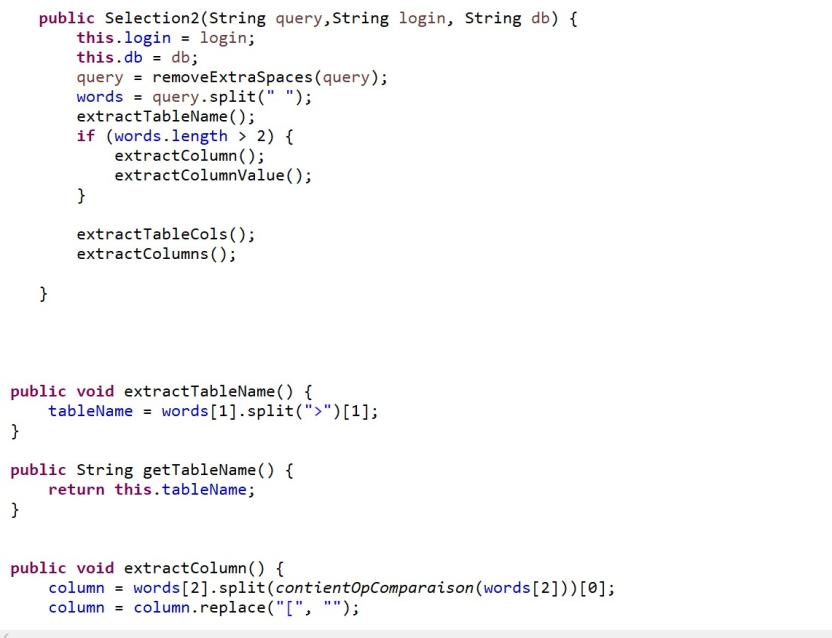 public Selection2(String query,String login, String db) {
this.login = login;
this.db = db;
query = removeExtraSpaces(query);
words = query.split(" ");
extractTableName();
if (words.length > 2) {
extractColumn();
extractColumnValue();
}
extractTableCols();
extractColumns();
}
public void extractTableName() {
tableName = words[1].split(">")[1];
}
public String getTableName() {
return this.tableName;
}
public void extractColumn() {
column = words[2].split(contientOpComparaison(words[2]))[0];
column = column.replace("[", "");